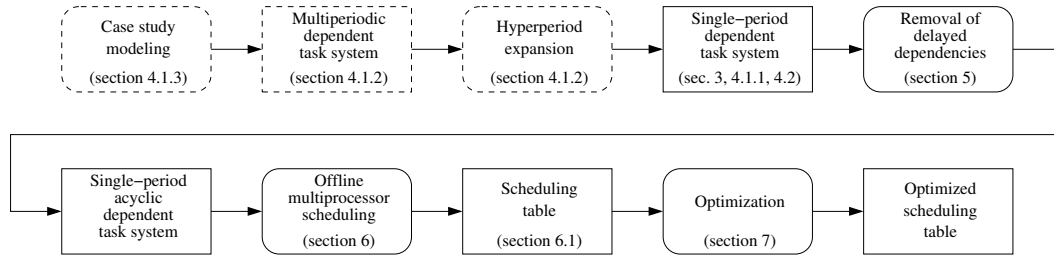 Case study
modeling
(section 4.1.3)
Multiperiodic
dependent
task system
(section 4.1.2)
Hyperperiod
expansion
(section 4.1.2)
Single−period
dependent
task system
(sec. 3, 4.1.1, 4.2)
Removal of
delayed
dependencies
(section 5)
Single−period
acyclic
dependent
task system
Offline
multiprocessor
scheduling
(section 6)
Scheduling
table
(section 6.1)
Optimization
(section 7)
Optimized
scheduling
table